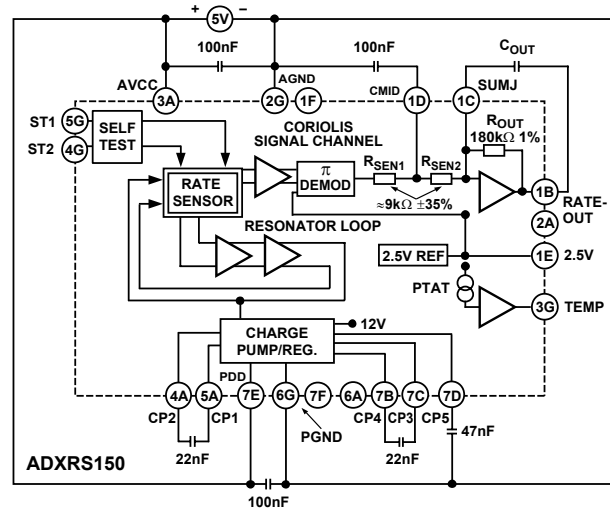 + 5V −
100nF
100nF
COUT
AVCC
AGND
CMID
SUMJ
3A
2G
1F
1D
1C
ST1 5G
ST2 4G
SELF TEST
CORIOLIS
SIGNAL CHANNEL
ROUT
180kΩ 1%
RATE
SENSOR
π
DEMOD
RSEN1
RSEN2
≈9kΩ ±35%
1B
RATE-
OUT
2A
RESONATOR LOOP
2.5V REF
1E 2.5V
PTAT
3G TEMP
12V
CHARGE
PUMP/REG.
PDD
4A
5A
7E
6G
7F
6A
7B
7C
7D
CP2
CP1
PGND
CP4
CP3
CP5
47nF
22nF
22nF
ADXRS150
100nF